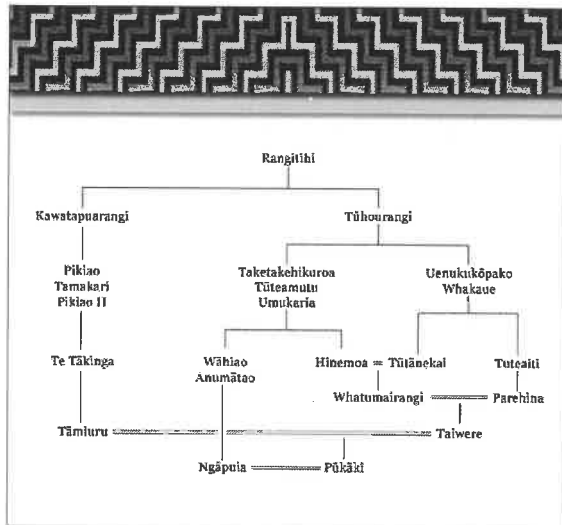 Rangitihi
Kawatapuarangi Tūhourangi
Pikiao Taketakehikuroa Uenukukōpako
Tamakari Tūteamutu Whakaue
Pikiao II Umukaria
Te Tākinga Wāhiao Hinemoa = Tūtānekai Tuteaiti
Anumātao
Whatumairangi Parehina
Tāmiuru Taiwere
Ngāpuia Pūkāki